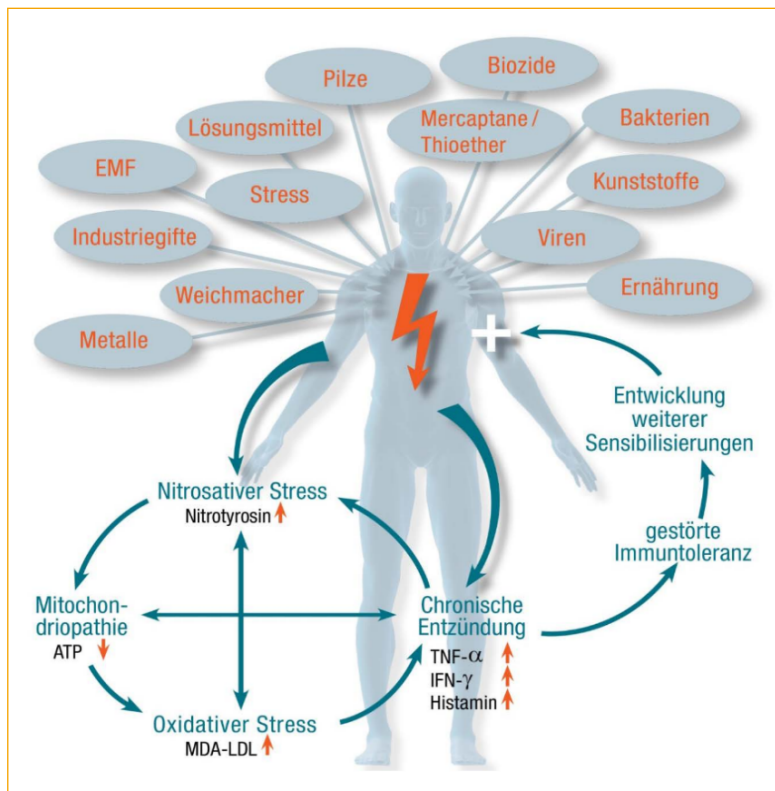 Pilze
Biozide
Lösungsmittel
Mercaptane /
Thioether
Bakterien
EMF
Stress
Kunststoffe
Industriegifte
Viren
Weichmacher
Ernährung
Metalle
+
Entwicklung
weiterer
Sensibilisierungen
gestörte
Immuntoleranz
Nitrosativer Stress
Nitrotyrosin
Mitochon-
driopathie
ATP
Chronische
Entzündung
TNF-α
IFN-γ
Histamin
Oxidativer Stress
MDA-LDL